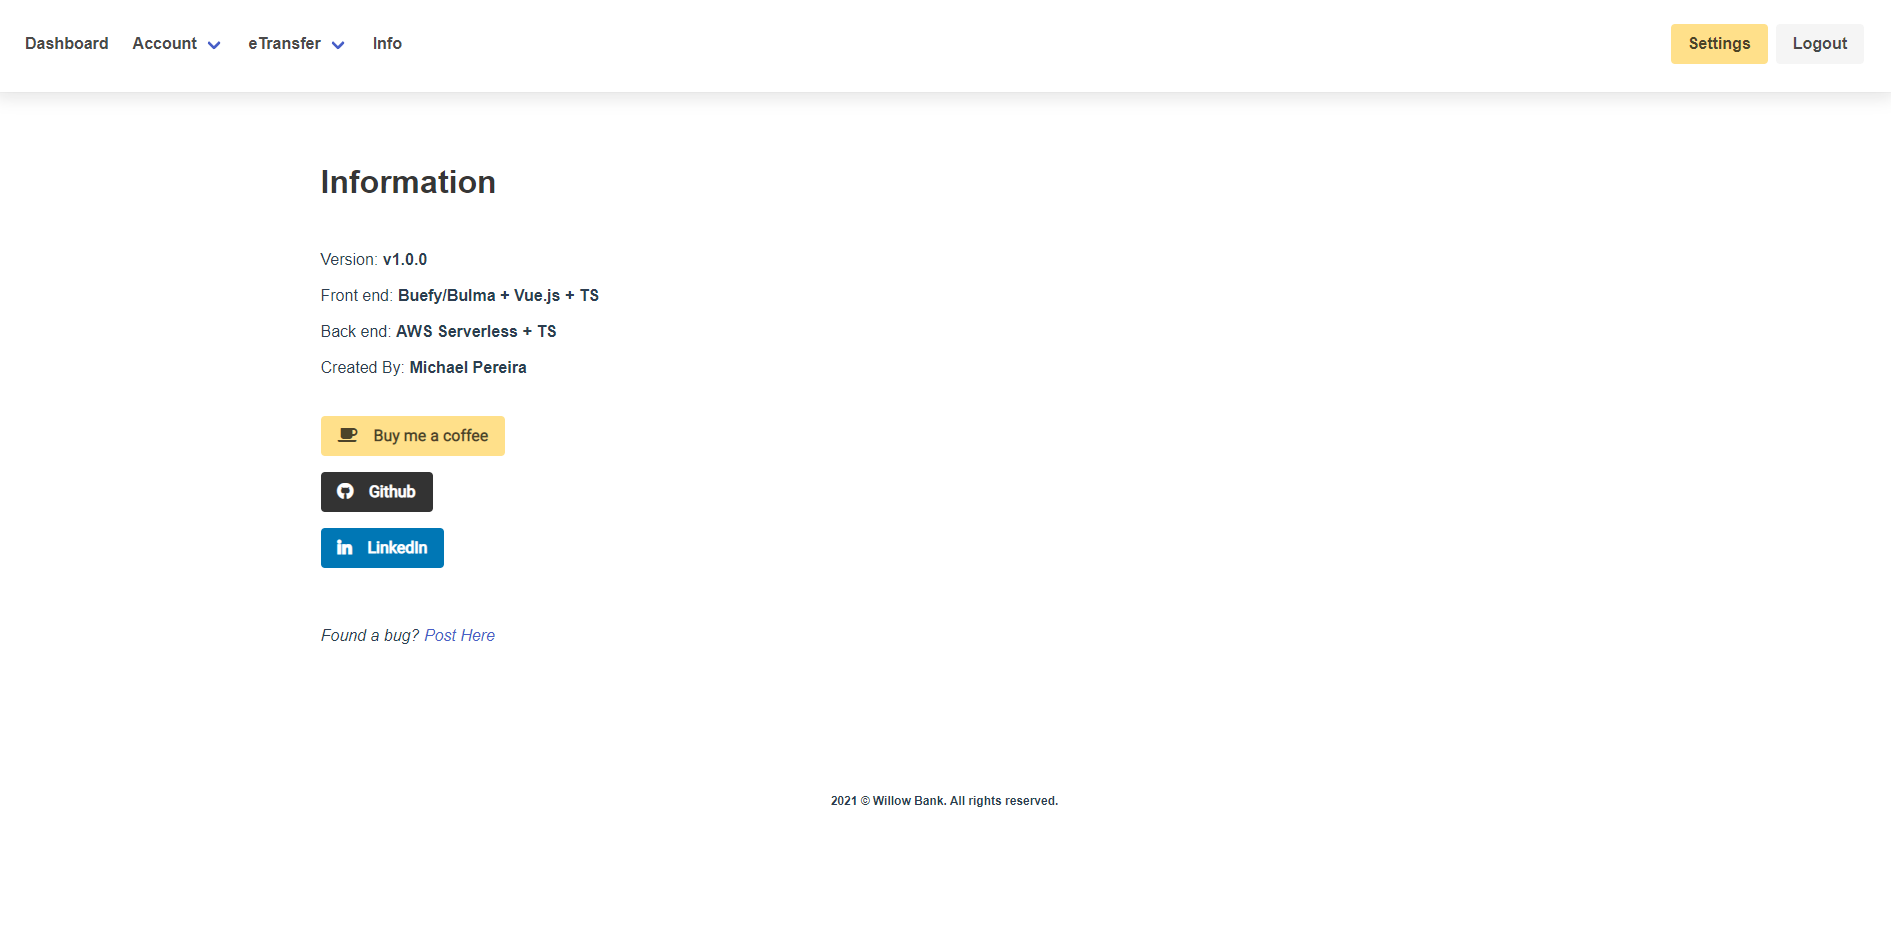 Dashboard Account eTransfer Info Settings Logout
Information
Version: v1.0.0
Front end: Buefy/Bulma + Vue.js + TS
Back end: AWS Serverless + TS
Created By: Michael Pereira
Buy me a coffee
Github
LinkedIn
Found a bug? Post Here
2021 © Willow Bank. All rights reserved.